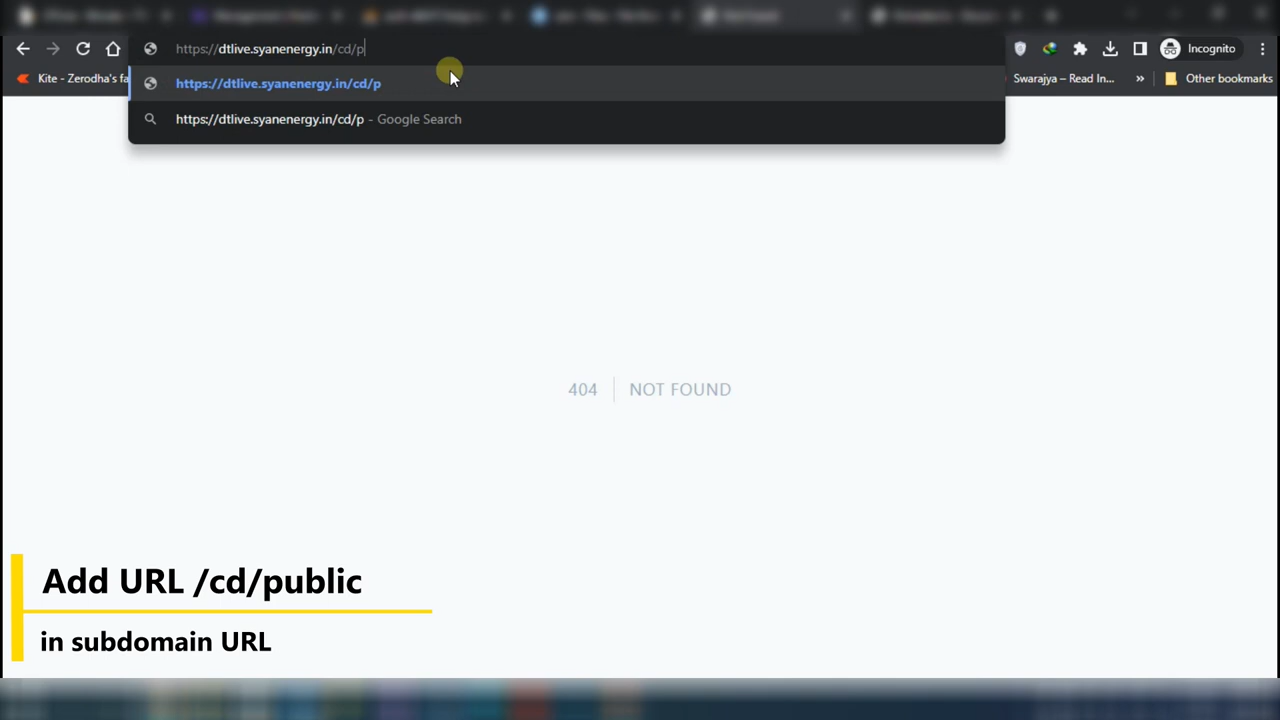 https://dtlive.syanenergy.in/cd/p
Incognito
Kite - Zerodha's fa
Swarajya – Read In...
»
Other bookmarks
https://dtlive.syanenergy.in/cd/p
https://dtlive.syanenergy.in/cd/p - Google Search
404
NOT FOUND
Add URL /cd/public
in subdomain URL